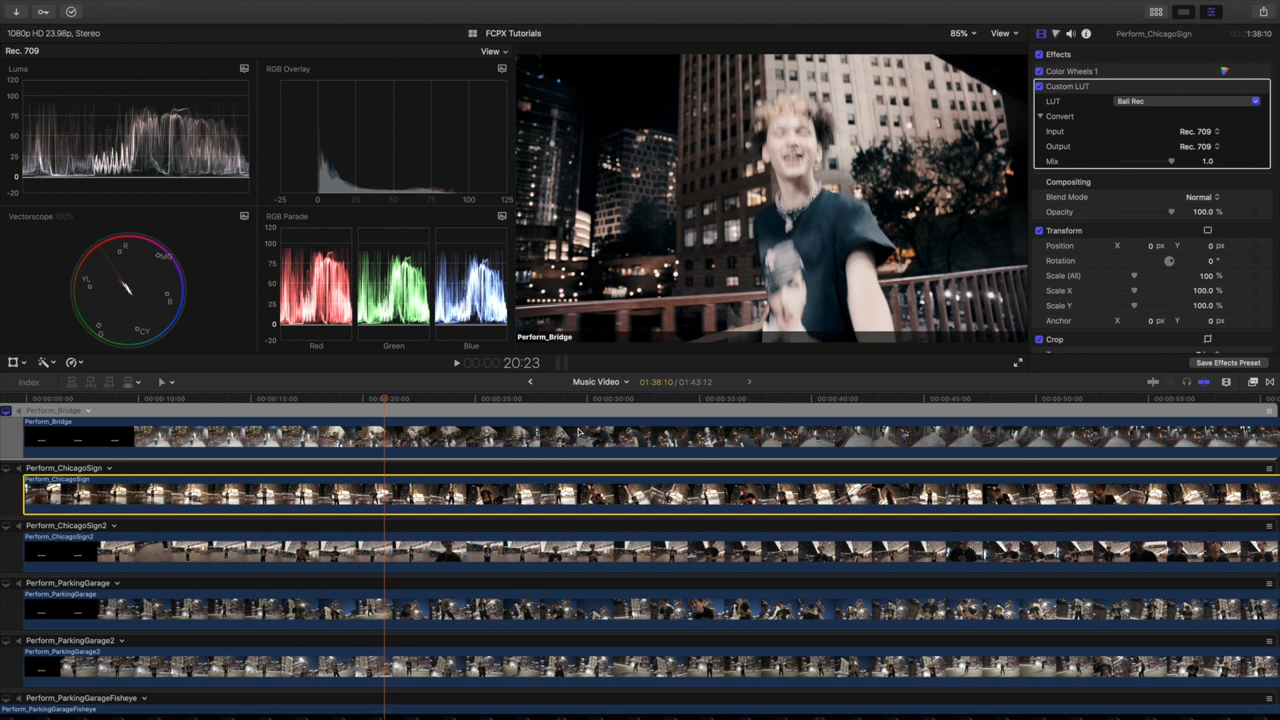 1080p HD 23.98p, Stereo
FCPX Tutorials
85%
View
Perform_ChicagoSign
1:38:10
Rec. 709
View
Effects
Luma
RGB Overlay
Color Wheels 1
120
100
75
50
25
0
-20
Custom LUT
LUT
Bali Rec
Convert
Input
Rec. 709
Output
Rec. 709
Mix
1.0
-25
0
25
50
75
100
125
Compositing
Blend Mode
Normal
Opacity
100.0 %
Vectorscope 100%
RGB Parade
R
MG
B
CY
G
YL
120
100
75
50
25
0
-20
Red
Green
Blue
Transform
Position
X
0 px
Y
0 px
Rotation
0 °
Scale (All)
100 %
Scale X
100.0 %
Scale Y
100.0 %
Anchor
X
0 px
Y
0 px
Perform_Bridge
Crop
00:00:20:23
Save Effects Preset
Index
Music Video
01:38:10 / 01:43:12
00:00:05:00
00:00:10:00
00:00:15:00
00:00:20:00
00:00:25:00
00:00:30:00
00:00:35:00
00:00:40:00
00:00:45:00
00:00:50:00
00:00:55:00
Perform_Bridge
Perform_Bridge
Perform_ChicagoSign
Perform_ChicagoSign
Perform_ChicagoSign2
Perform_ChicagoSign2
Perform_ParkingGarage
Perform_ParkingGarage
Perform_ParkingGarage2
Perform_ParkingGarage2
Perform_ParkingGarageFisheye
Perform_ParkingGarageFisheye